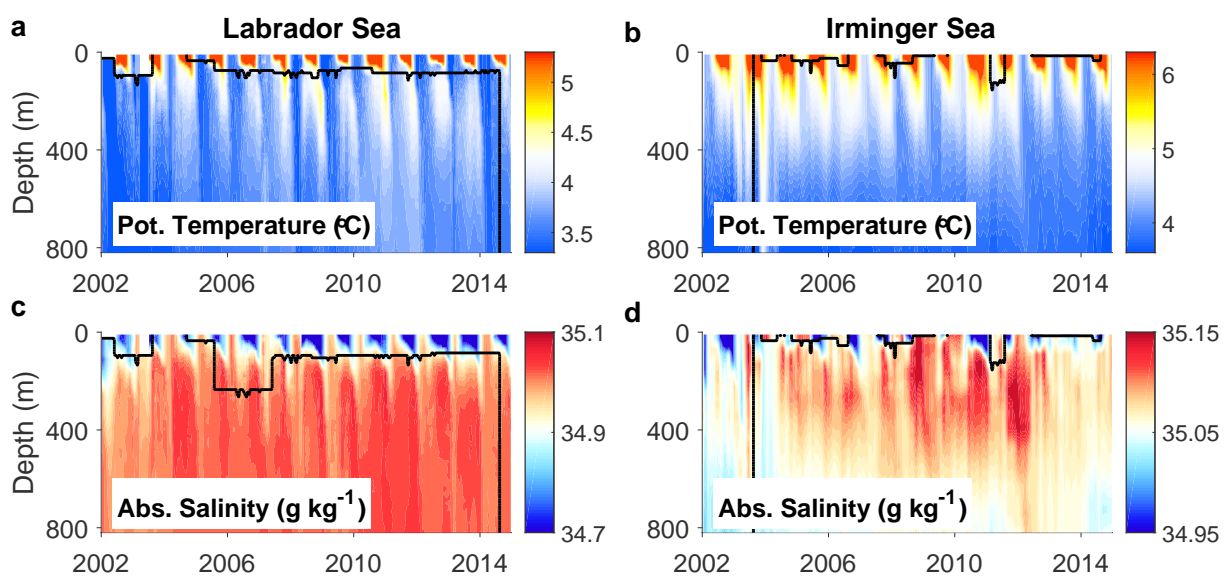 a Labrador Sea
b Irminger Sea
Depth (m)
0
400
800
Pot. Temperature (°C)
2002 2006 2010 2014
5
4.5
4
3.5
0
400
800
Pot. Temperature (°C)
2002 2006 2010 2014
6
5
4
c
Depth (m)
0
400
800
Abs. Salinity (g kg⁻¹)
2002 2006 2010 2014
35.1
34.9
34.7
d
0
400
800
Abs. Salinity (g kg⁻¹)
2002 2006 2010 2014
35.15
35.05
34.95